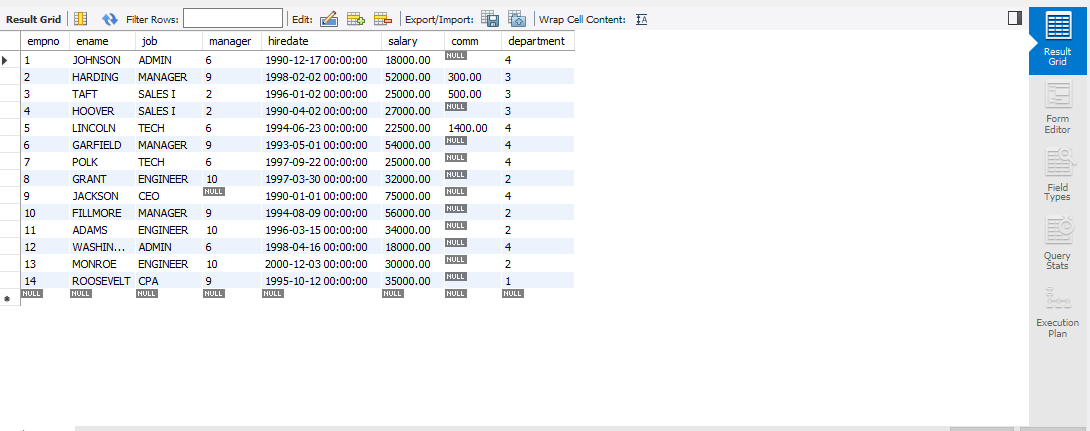 Result Grid Filter Rows: Edit: Export/Import: Wrap Cell Content:
empno ename job manager hiredate salary comm department
1 JOHNSON ADMIN 6 1990-12-17 00:00:00 18000.00 NULL 4
2 HARDING MANAGER 9 1998-02-02 00:00:00 52000.00 300.00 3
3 TAFT SALES I 2 1996-01-02 00:00:00 25000.00 500.00 3
4 HOOVER SALES I 2 1990-04-02 00:00:00 27000.00 NULL 3
5 LINCOLN TECH 6 1994-06-23 00:00:00 22500.00 1400.00 4
6 GARFIELD MANAGER 9 1993-05-01 00:00:00 54000.00 NULL 4
7 POLK TECH 6 1997-09-22 00:00:00 25000.00 NULL 4
8 GRANT ENGINEER 10 1997-03-30 00:00:00 32000.00 NULL 2
9 JACKSON CEO NULL 1990-01-01 00:00:00 75000.00 NULL 4
10 FILLMORE MANAGER 9 1994-08-09 00:00:00 56000.00 NULL 2
11 ADAMS ENGINEER 10 1996-03-15 00:00:00 34000.00 NULL 2
12 WASHIN... ADMIN 6 1998-04-16 00:00:00 18000.00 NULL 4
13 MONROE ENGINEER 10 2000-12-03 00:00:00 30000.00 NULL 2
14 ROOSEVELT CPA 9 1995-10-12 00:00:00 35000.00 NULL 1
NULL NULL NULL NULL NULL NULL NULL NULL
Result
Grid
Form
Editor
Field
Types
Query
Stats
Execution
Plan